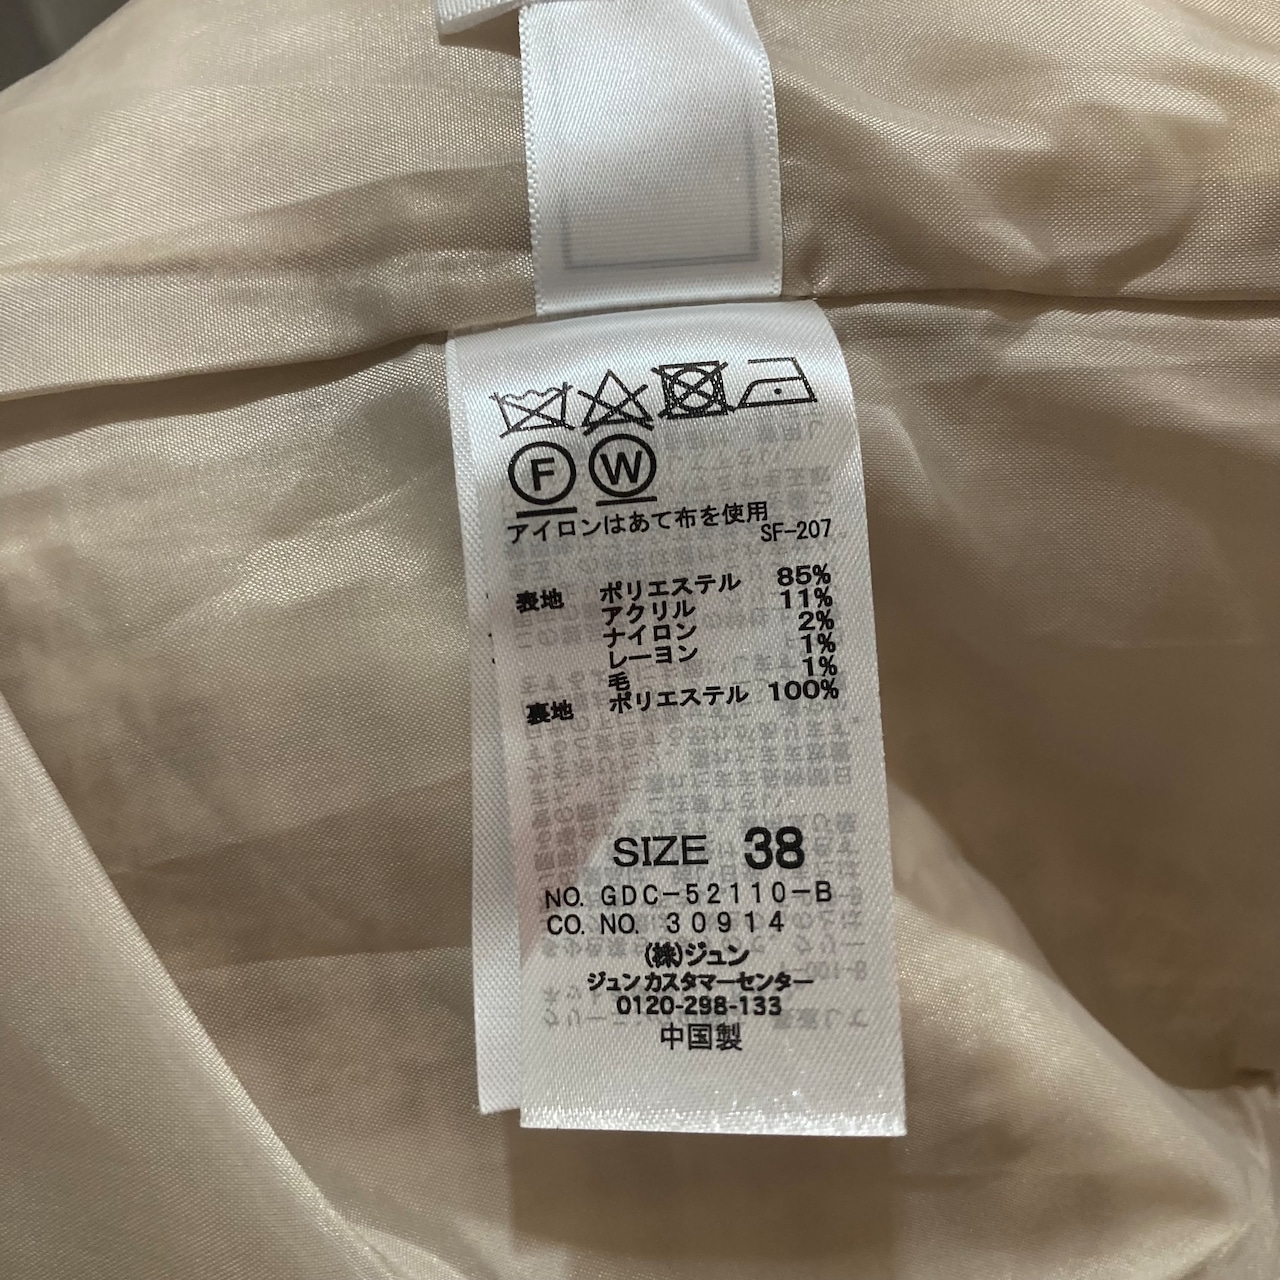 F W
アイロンはあて布を使用
SF-207
表地 ポリエステル 85%
アクリル 11%
ナイロン 2%
レーヨン 1%
毛 1%
裏地 ポリエステル 100%
SIZE 38
NO. GDC-52110-B
CO. NO. 30914
(株)ジュン
ジュンカスタマーセンター
0120-298-133
中国製